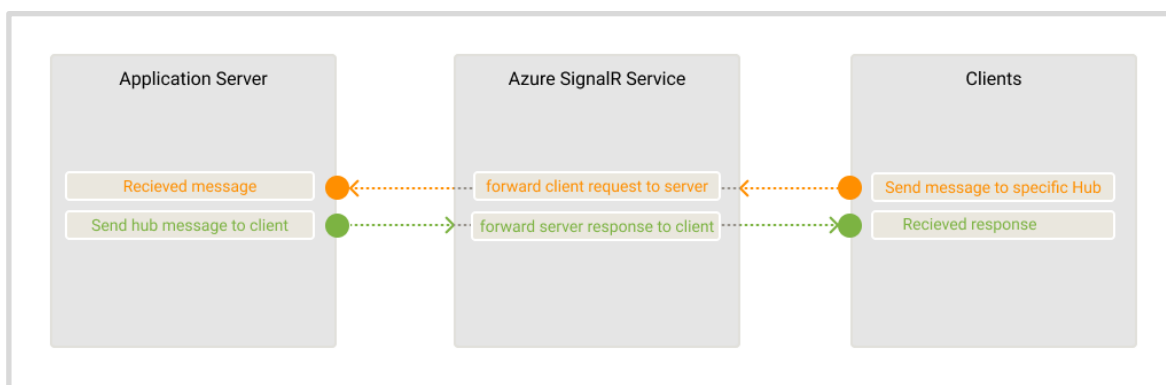 Application Server
Azure SignalR Service
Clients
Recieved message
forward client request to server
Send message to specific Hub
Send hub message to client
forward server response to client
Recieved response